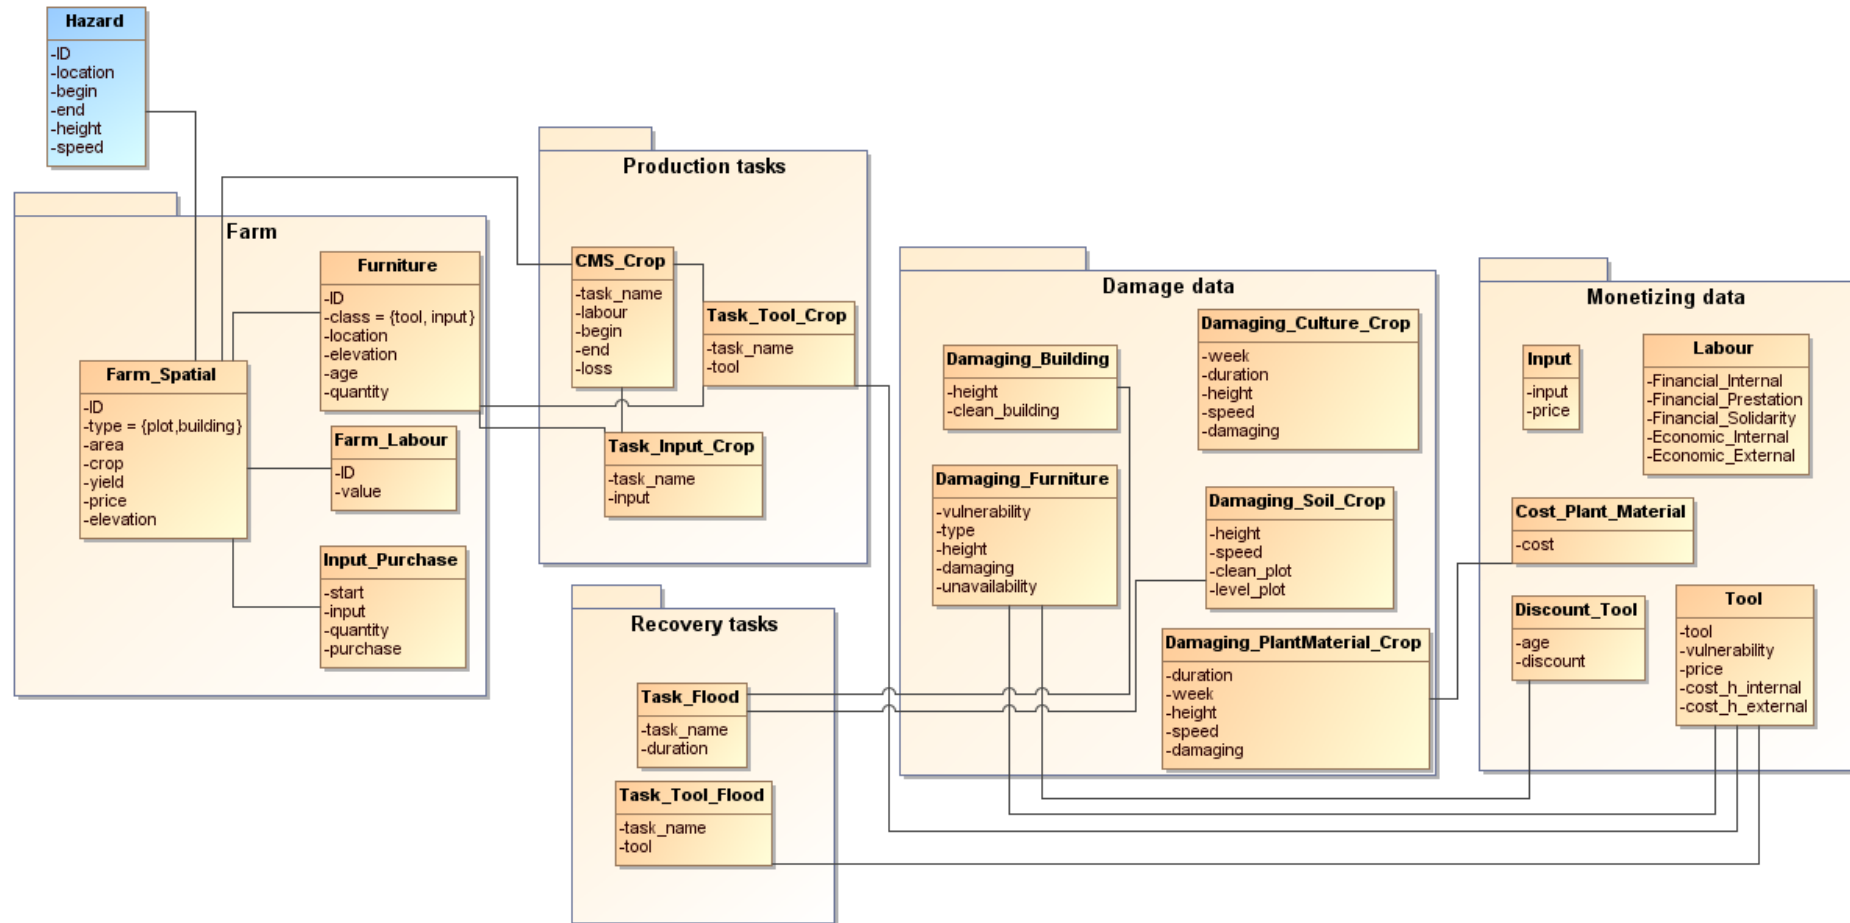 Hazard
-ID
-location
-begin
-end
-height
-speed
Farm
Furniture
-ID
-class = {tool, input}
-location
-elevation
-age
-quantity
Farm_Spatial
-ID
-type = {plot,building}
-area
-crop
-yield
-price
-elevation
Farm_Labour
-ID
-value
Input_Purchase
-start
-input
-quantity
-purchase
Production tasks
CMS_Crop
-task_name
-labour
-begin
-end
-loss
Task_Tool_Crop
-task_name
-tool
Task_Input_Crop
-task_name
-input
Recovery tasks
Task_Flood
-task_name
-duration
Task_Tool_Flood
-task_name
-tool
Damage data
Damaging_Building
-height
-clean_building
Damaging_Culture_Crop
-week
-duration
-height
-speed
-damaging
Damaging_Furniture
-vulnerability
-type
-height
-damaging
-unavailability
Damaging_Soil_Crop
-height
-speed
-clean_plot
-level_plot
Damaging_PlantMaterial_Crop
-duration
-week
-height
-speed
-damaging
Monetizing data
Input
-input
-price
Labour
-Financial_Internal
-Financial_Prestation
-Financial_Solidarity
-Economic_Internal
-Economic_External
Cost_Plant_Material
-cost
Discount_Tool
-age
-discount
Tool
-tool
-vulnerability
-price
-cost_h_internal
-cost_h_external